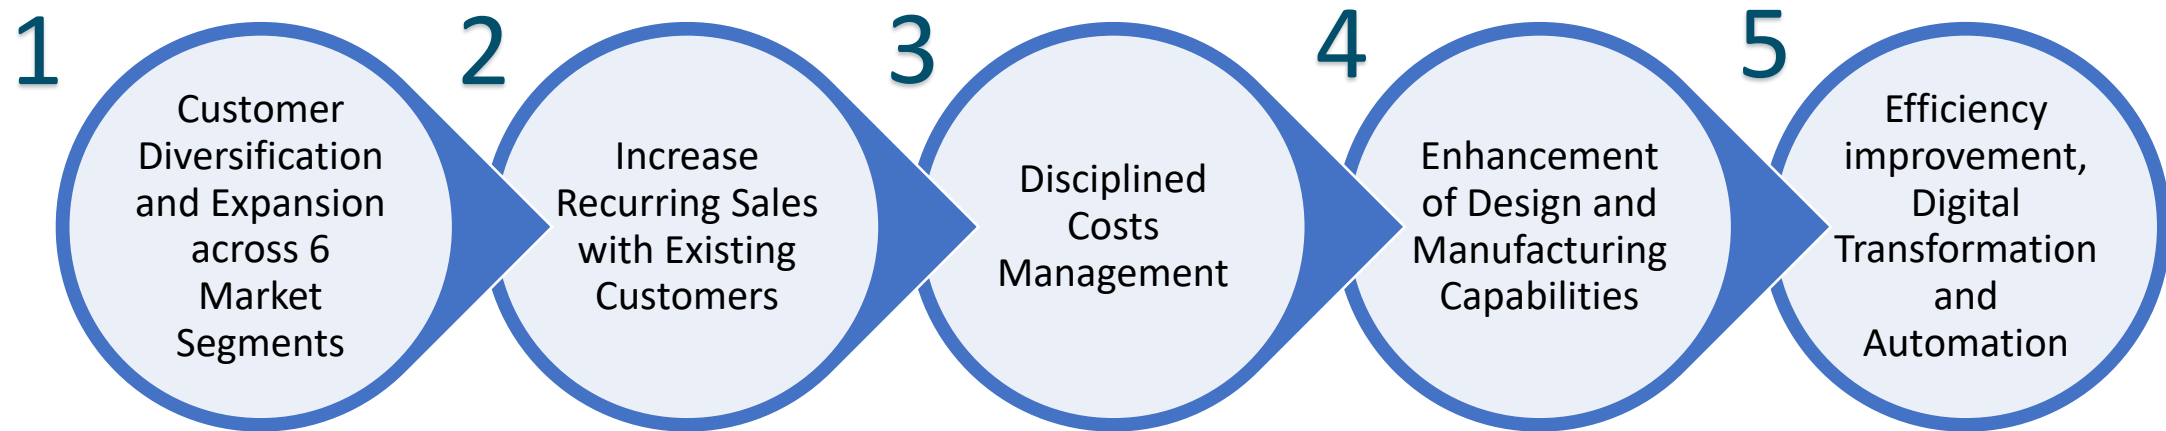 1
Customer
Diversification
and Expansion
across 6
Market
Segments
2
Increase
Recurring Sales
with Existing
Customers
3
Disciplined
Costs
Management
4
Enhancement
of Design and
Manufacturing
Capabilities
5
Efficiency
improvement,
Digital
Transformation
and
Automation